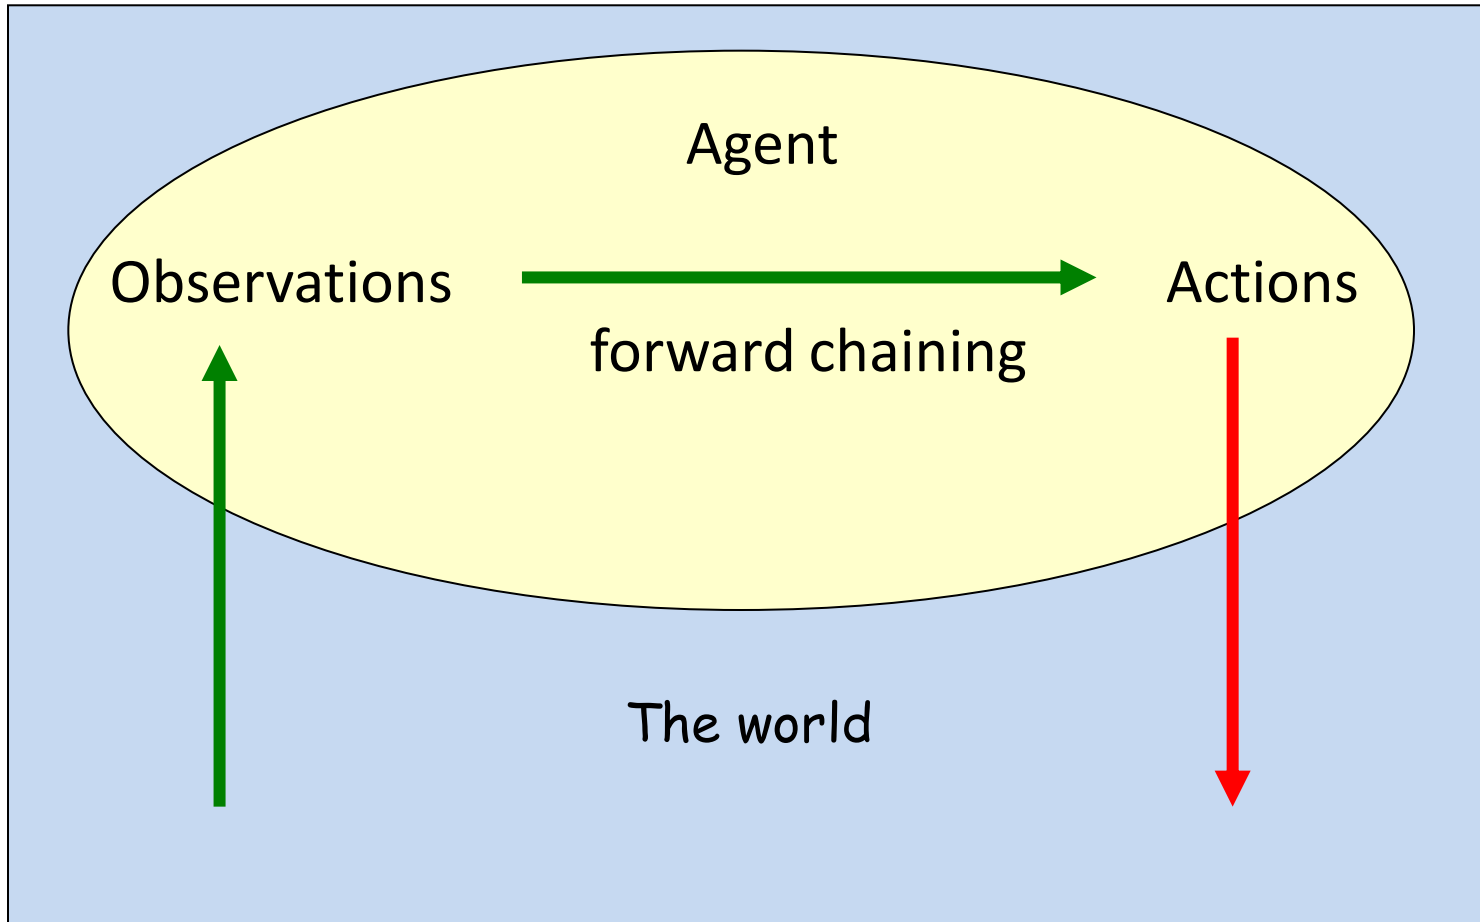 Agent
Observations
Actions
forward chaining
The world